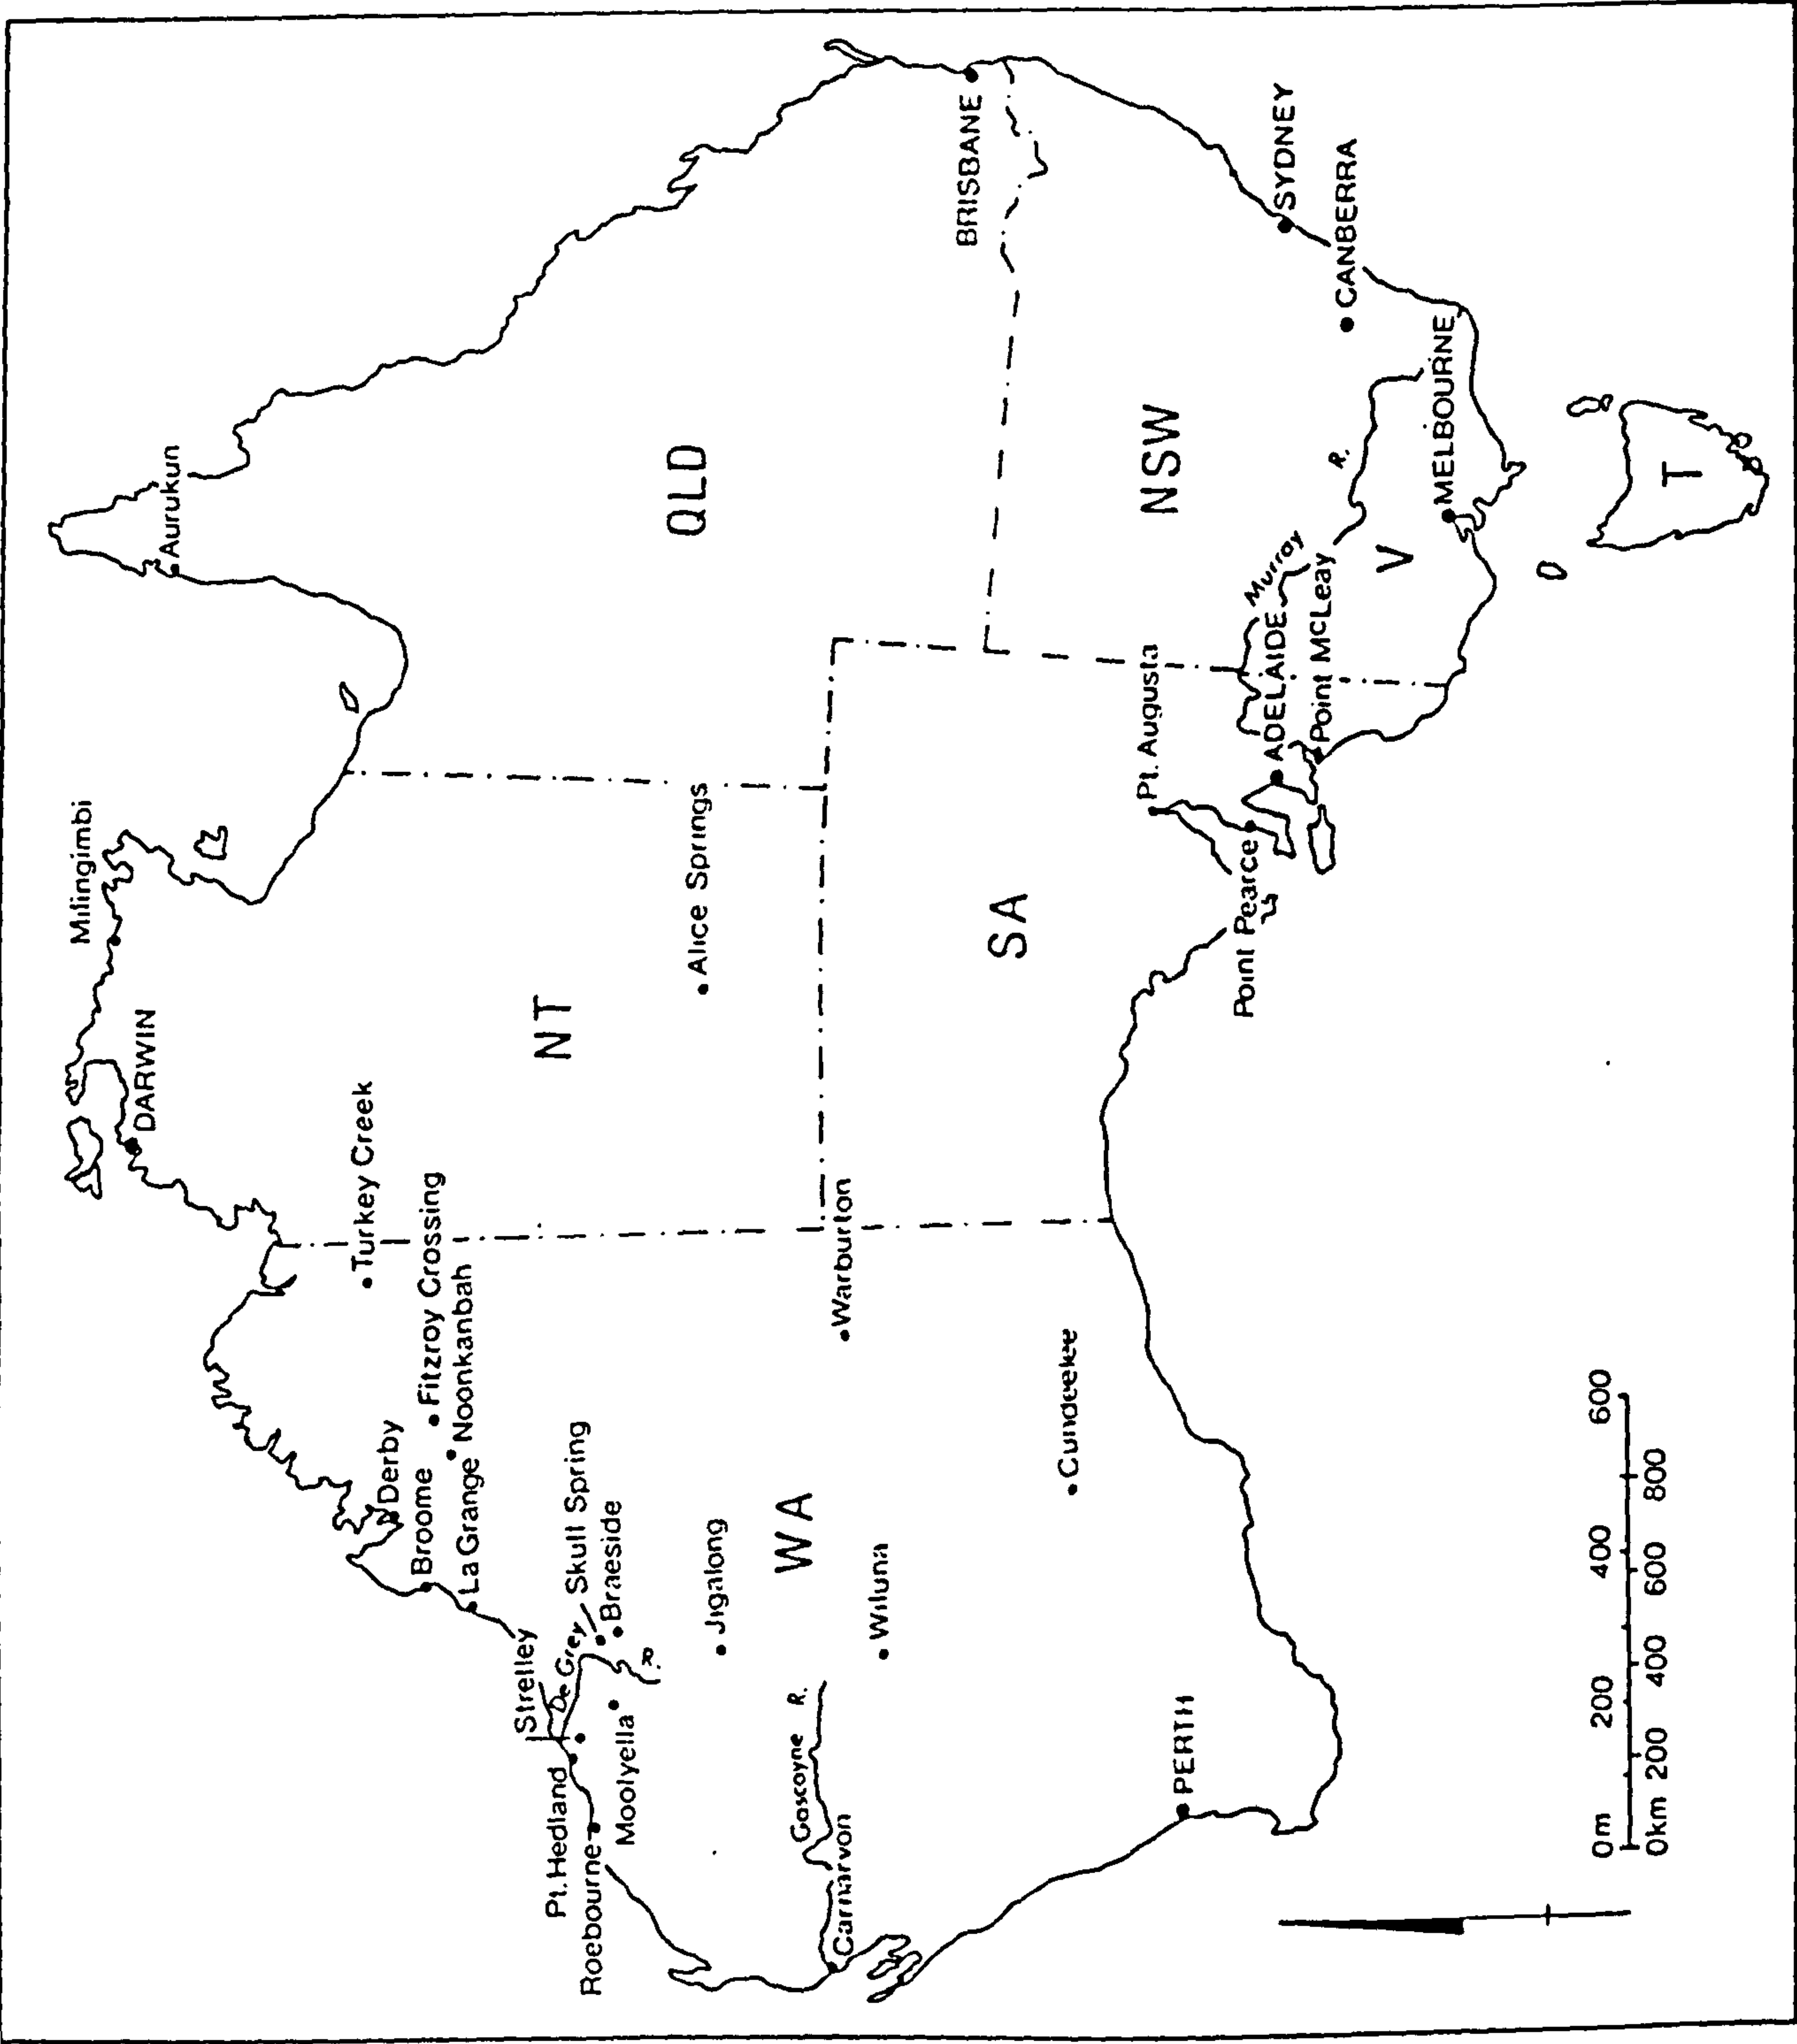 Aurukun
Milingimbi
DARWIN
Turkey Creek
Fitzroy Crossing
Noonkanbah
Derby
Broome
La Grange
Skull Spring
Braeside
Strelley
De Grey
R.
Pt. Hedland
Roebourne
Moolyella
Jigalong
WA
Wiluna
Gascoyne R.
Carnarvon
PERTH
Cundeelee
Warburton
NT
Alice Springs
QLD
BRISBANE
SA
Pt. Augusta
Point Pearce
ADELAIDE
Point McLeay
Murray
R.
NSW
SYDNEY
CANBERRA
V
MELBOURNE
T
0m 200 400 600
0km 200 400 600 800